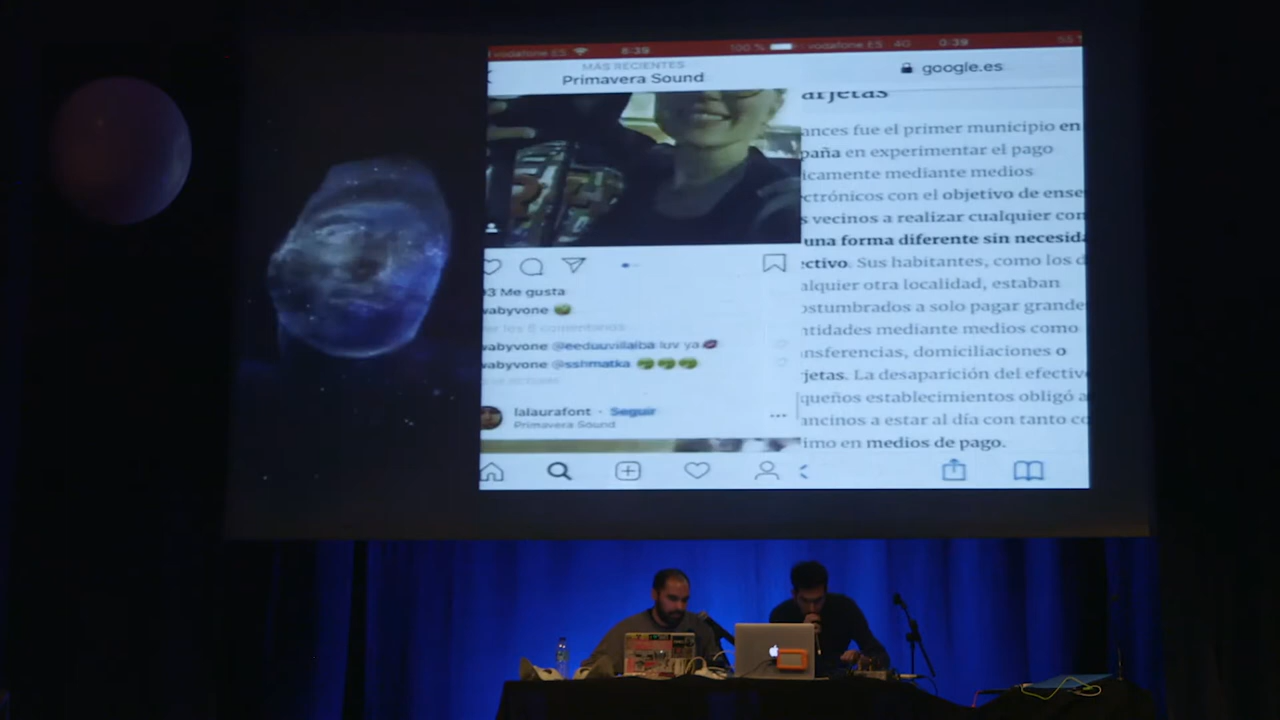 vodafone ES 8:39 100 %
MÁS RECIENTES
Primavera Sound
93 Me gusta
vabyvone
vabyvone @eeduuvillalba luv ya
vabyvone @sshmatka
lalaurafont · Seguir
Primavera Sound
vodafone ES 4G 0:39 55
google.es
arjetas
ances fue el primer municipio en
paña en experimentar el pago
icamente mediante medios
ctrónicos con el objetivo de ense
s vecinos a realizar cualquier con
una forma diferente sin necesida
ectivo. Sus habitantes, como los d
alquier otra localidad, estaban
ostumbrados a solo pagar grande
ntidades mediante medios como
nsferencias, domiciliaciones o
rjetas. La desaparición del efectiv
queños establecimientos obligó a
ancinos a estar al día con tanto co
imo en medios de pago.